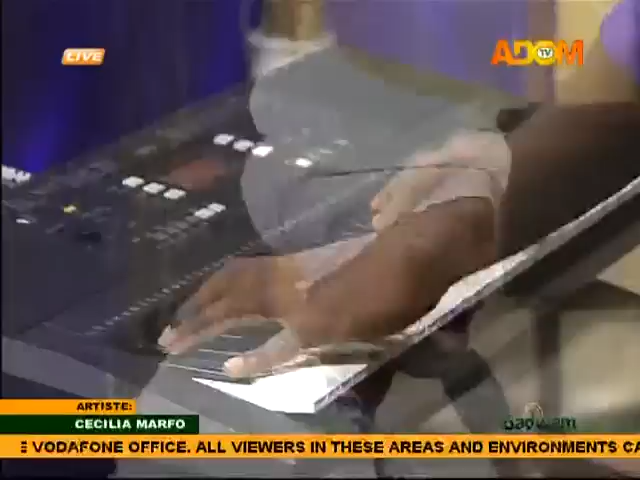 LIVE
ADOM TV
ARTISTE:
CECILIA MARFO
VODAFONE OFFICE. ALL VIEWERS IN THESE AREAS AND ENVIRONMENTS CA